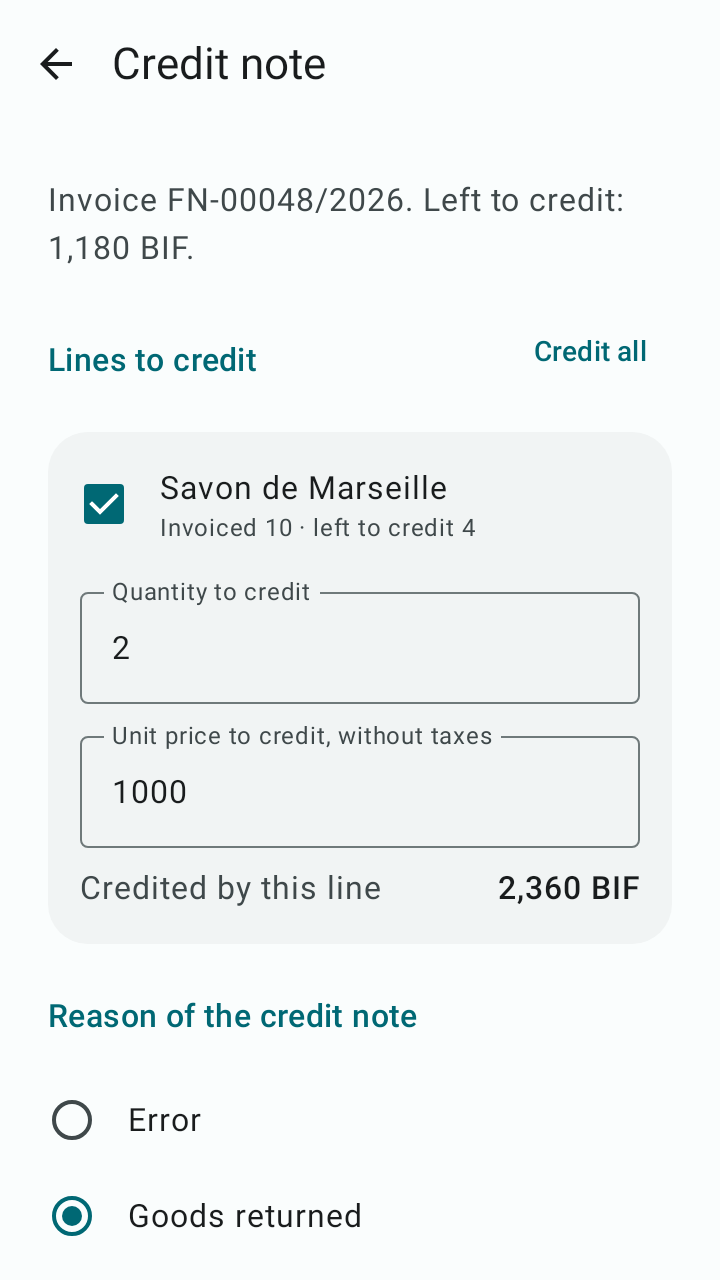 Credit note
Invoice FN-00048/2026. Left to credit:
1,180 BIF.
Lines to credit
Credit all
Savon de Marseille
Invoiced 10 · left to credit 4
Quantity to credit
2
Unit price to credit, without taxes
1000
Credited by this line
2,360 BIF
Reason of the credit note
Error
Goods returned